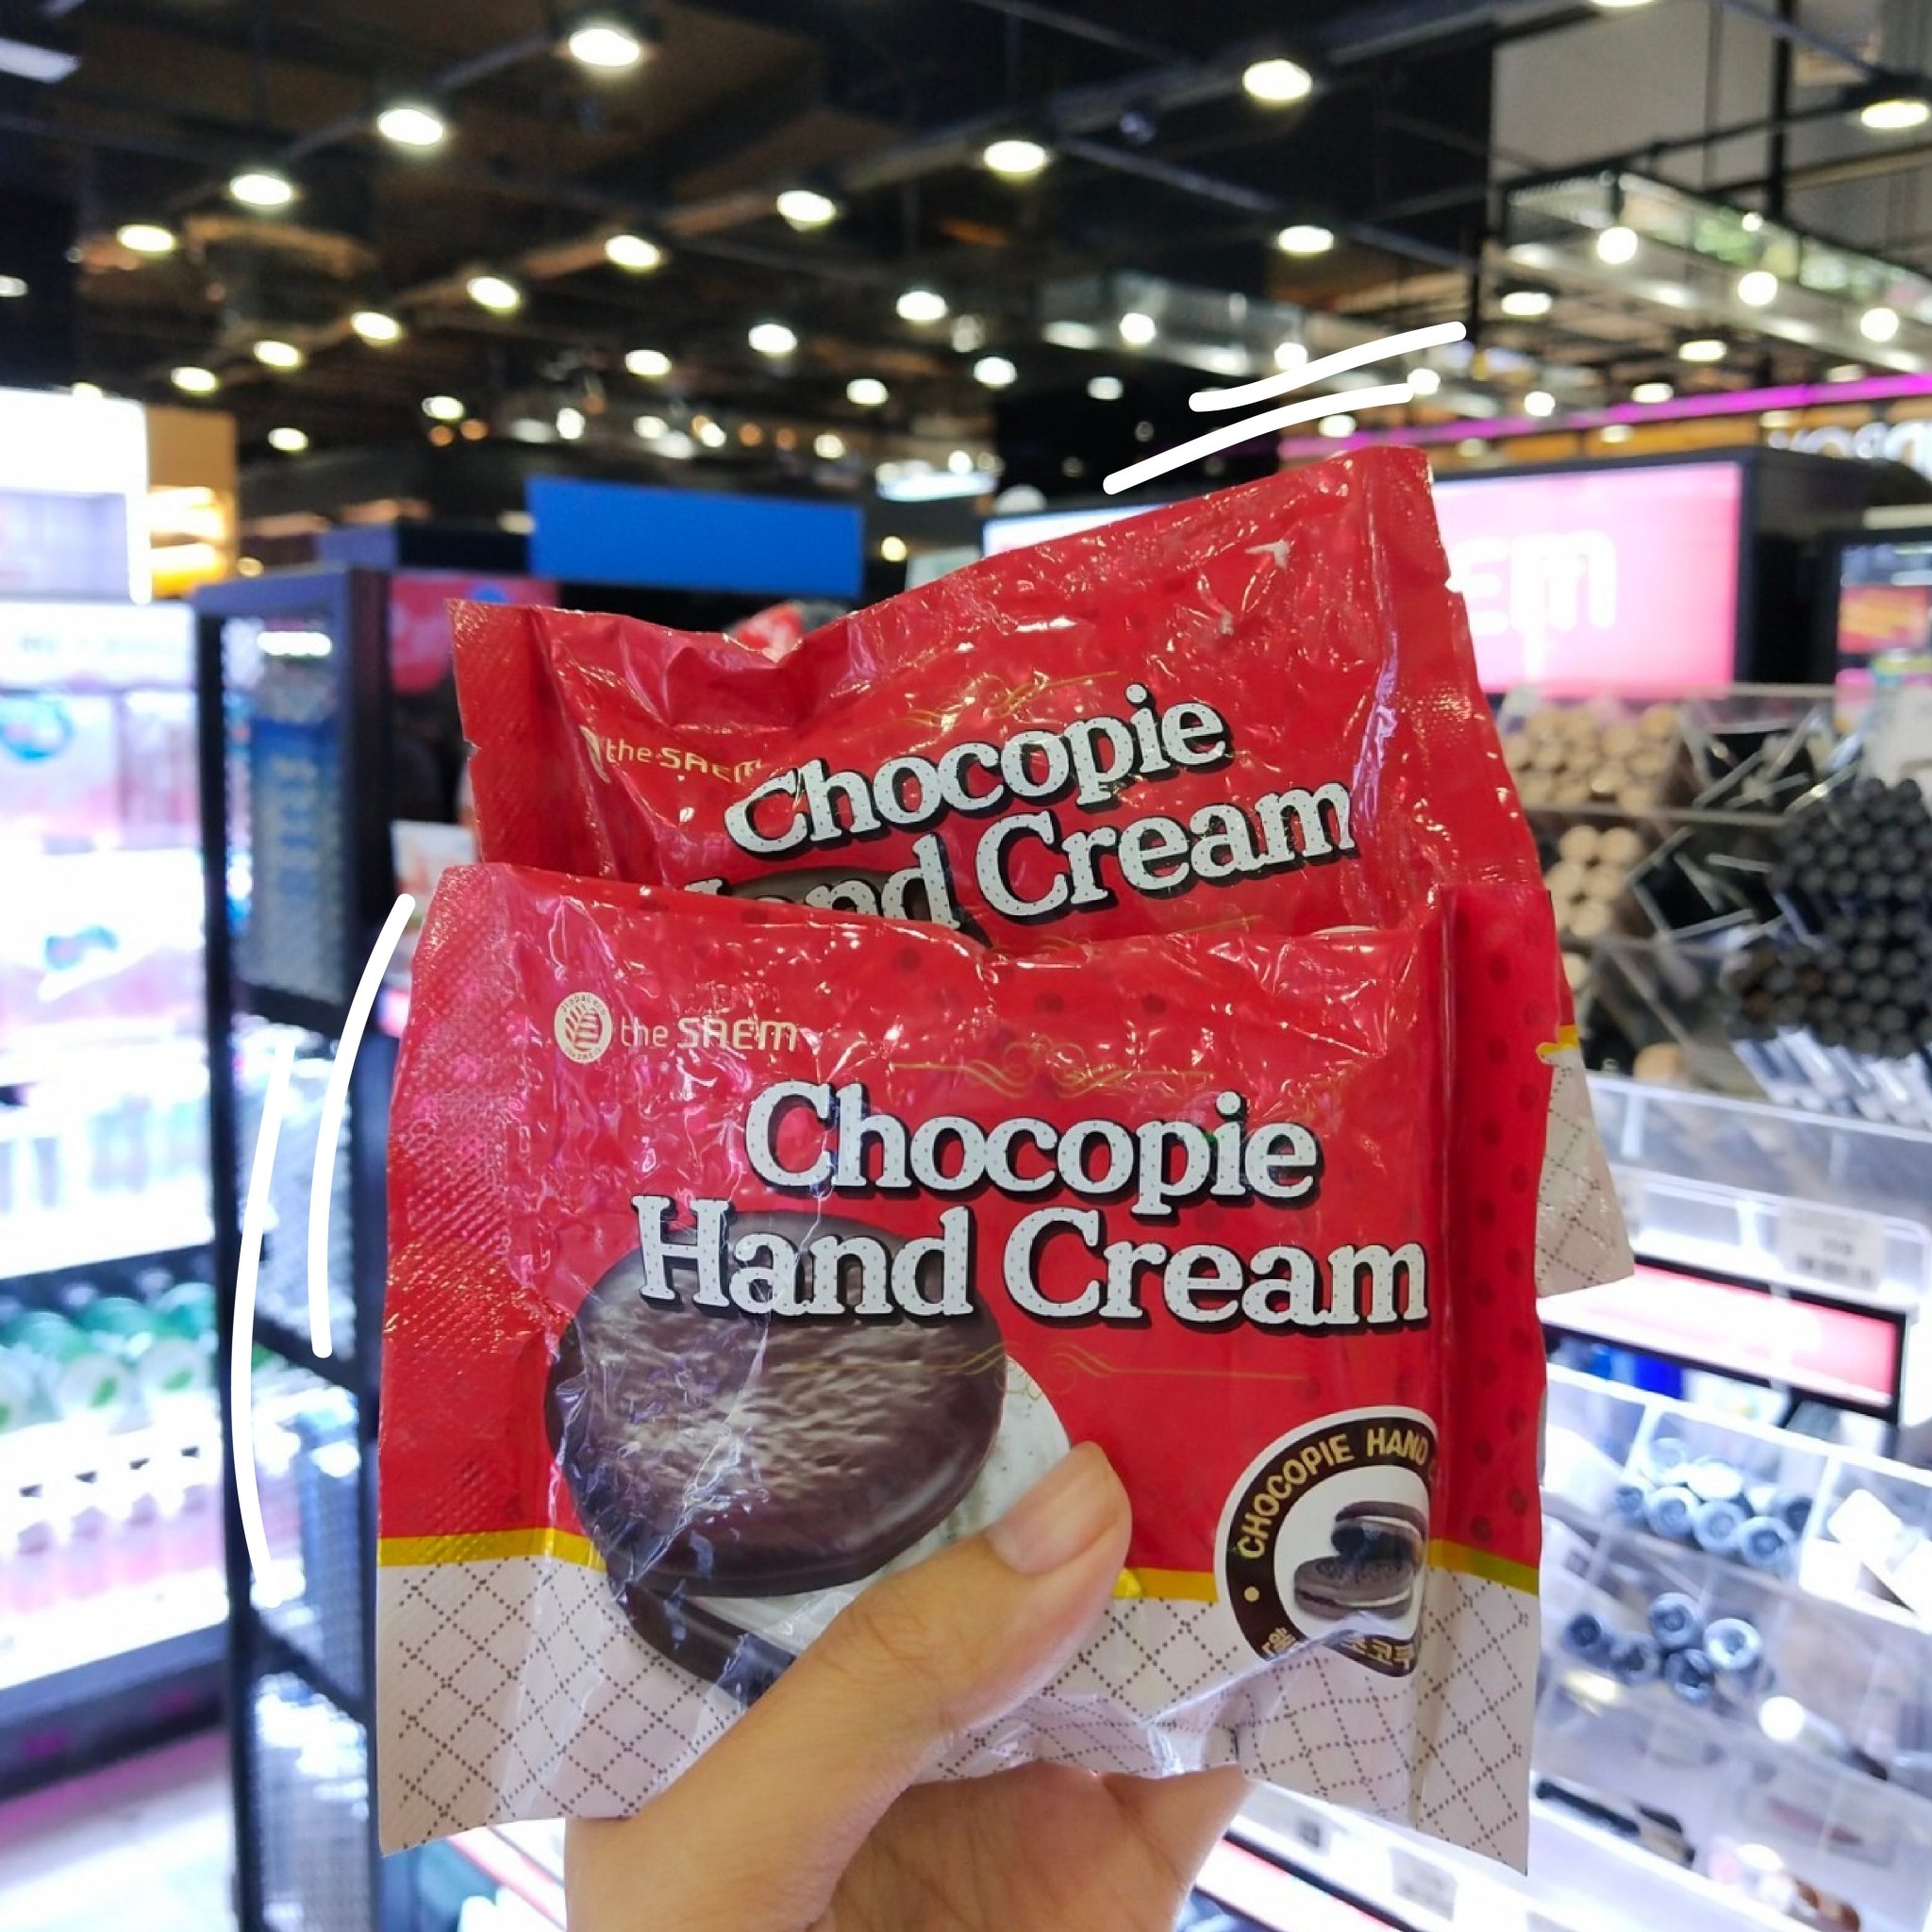 the SAEM
Chocopie
Hand Cream
the SAEM
Chocopie
Hand Cream
CHOCOPIE HAND